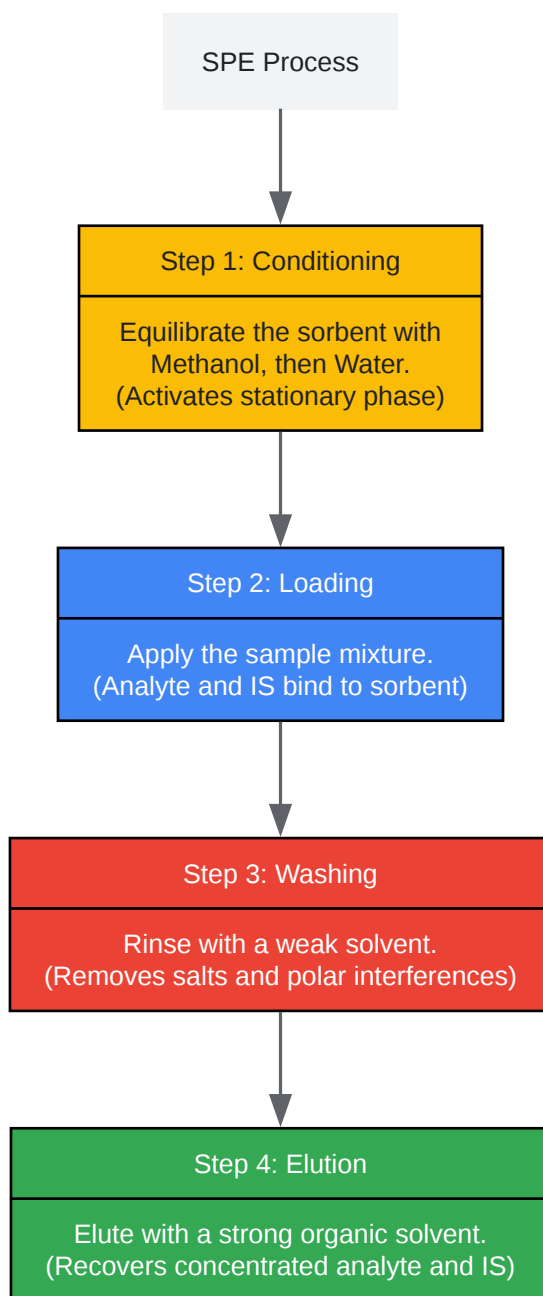 SPE Process
Step 1: Conditioning
Equilibrate the sorbent with
Methanol, then Water.
(Activates stationary phase)
Step 2: Loading
Apply the sample mixture.
(Analyte and IS bind to sorbent)
Step 3: Washing
Rinse with a weak solvent.
(Removes salts and polar interferences)
Step 4: Elution
Elute with a strong organic solvent.
(Recovers concentrated analyte and IS)